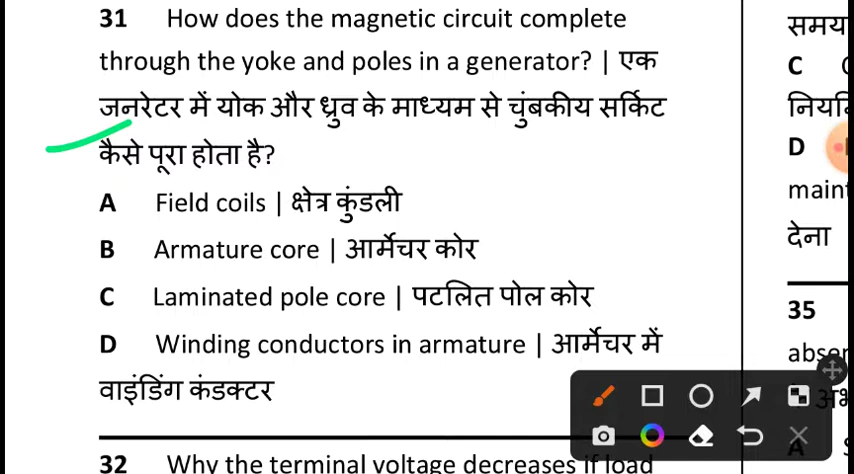 31 How does the magnetic circuit complete
through the yoke and poles in a generator? | एक
जनरेटर में योक और ध्रुव के माध्यम से चुंबकीय सर्किट
कैसे पूरा होता है?
A Field coils | क्षेत्र कुंडली
B Armature core | आर्मेचर कोर
C Laminated pole core | पटलित पोल कोर
D Winding conductors in armature | आर्मेचर में
वाइंडिंग कंडक्टर
32 Why the terminal voltage decreases if load
समय
C
D
देना
35
A